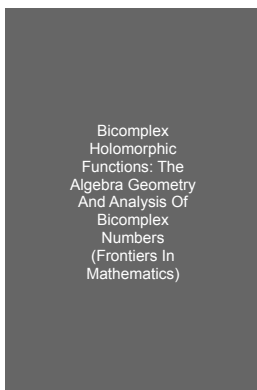 Bicomplex
Holomorphic
Functions: The
Algebra Geometry
And Analysis Of
Bicomplex
Numbers
(Frontiers In
Mathematics)